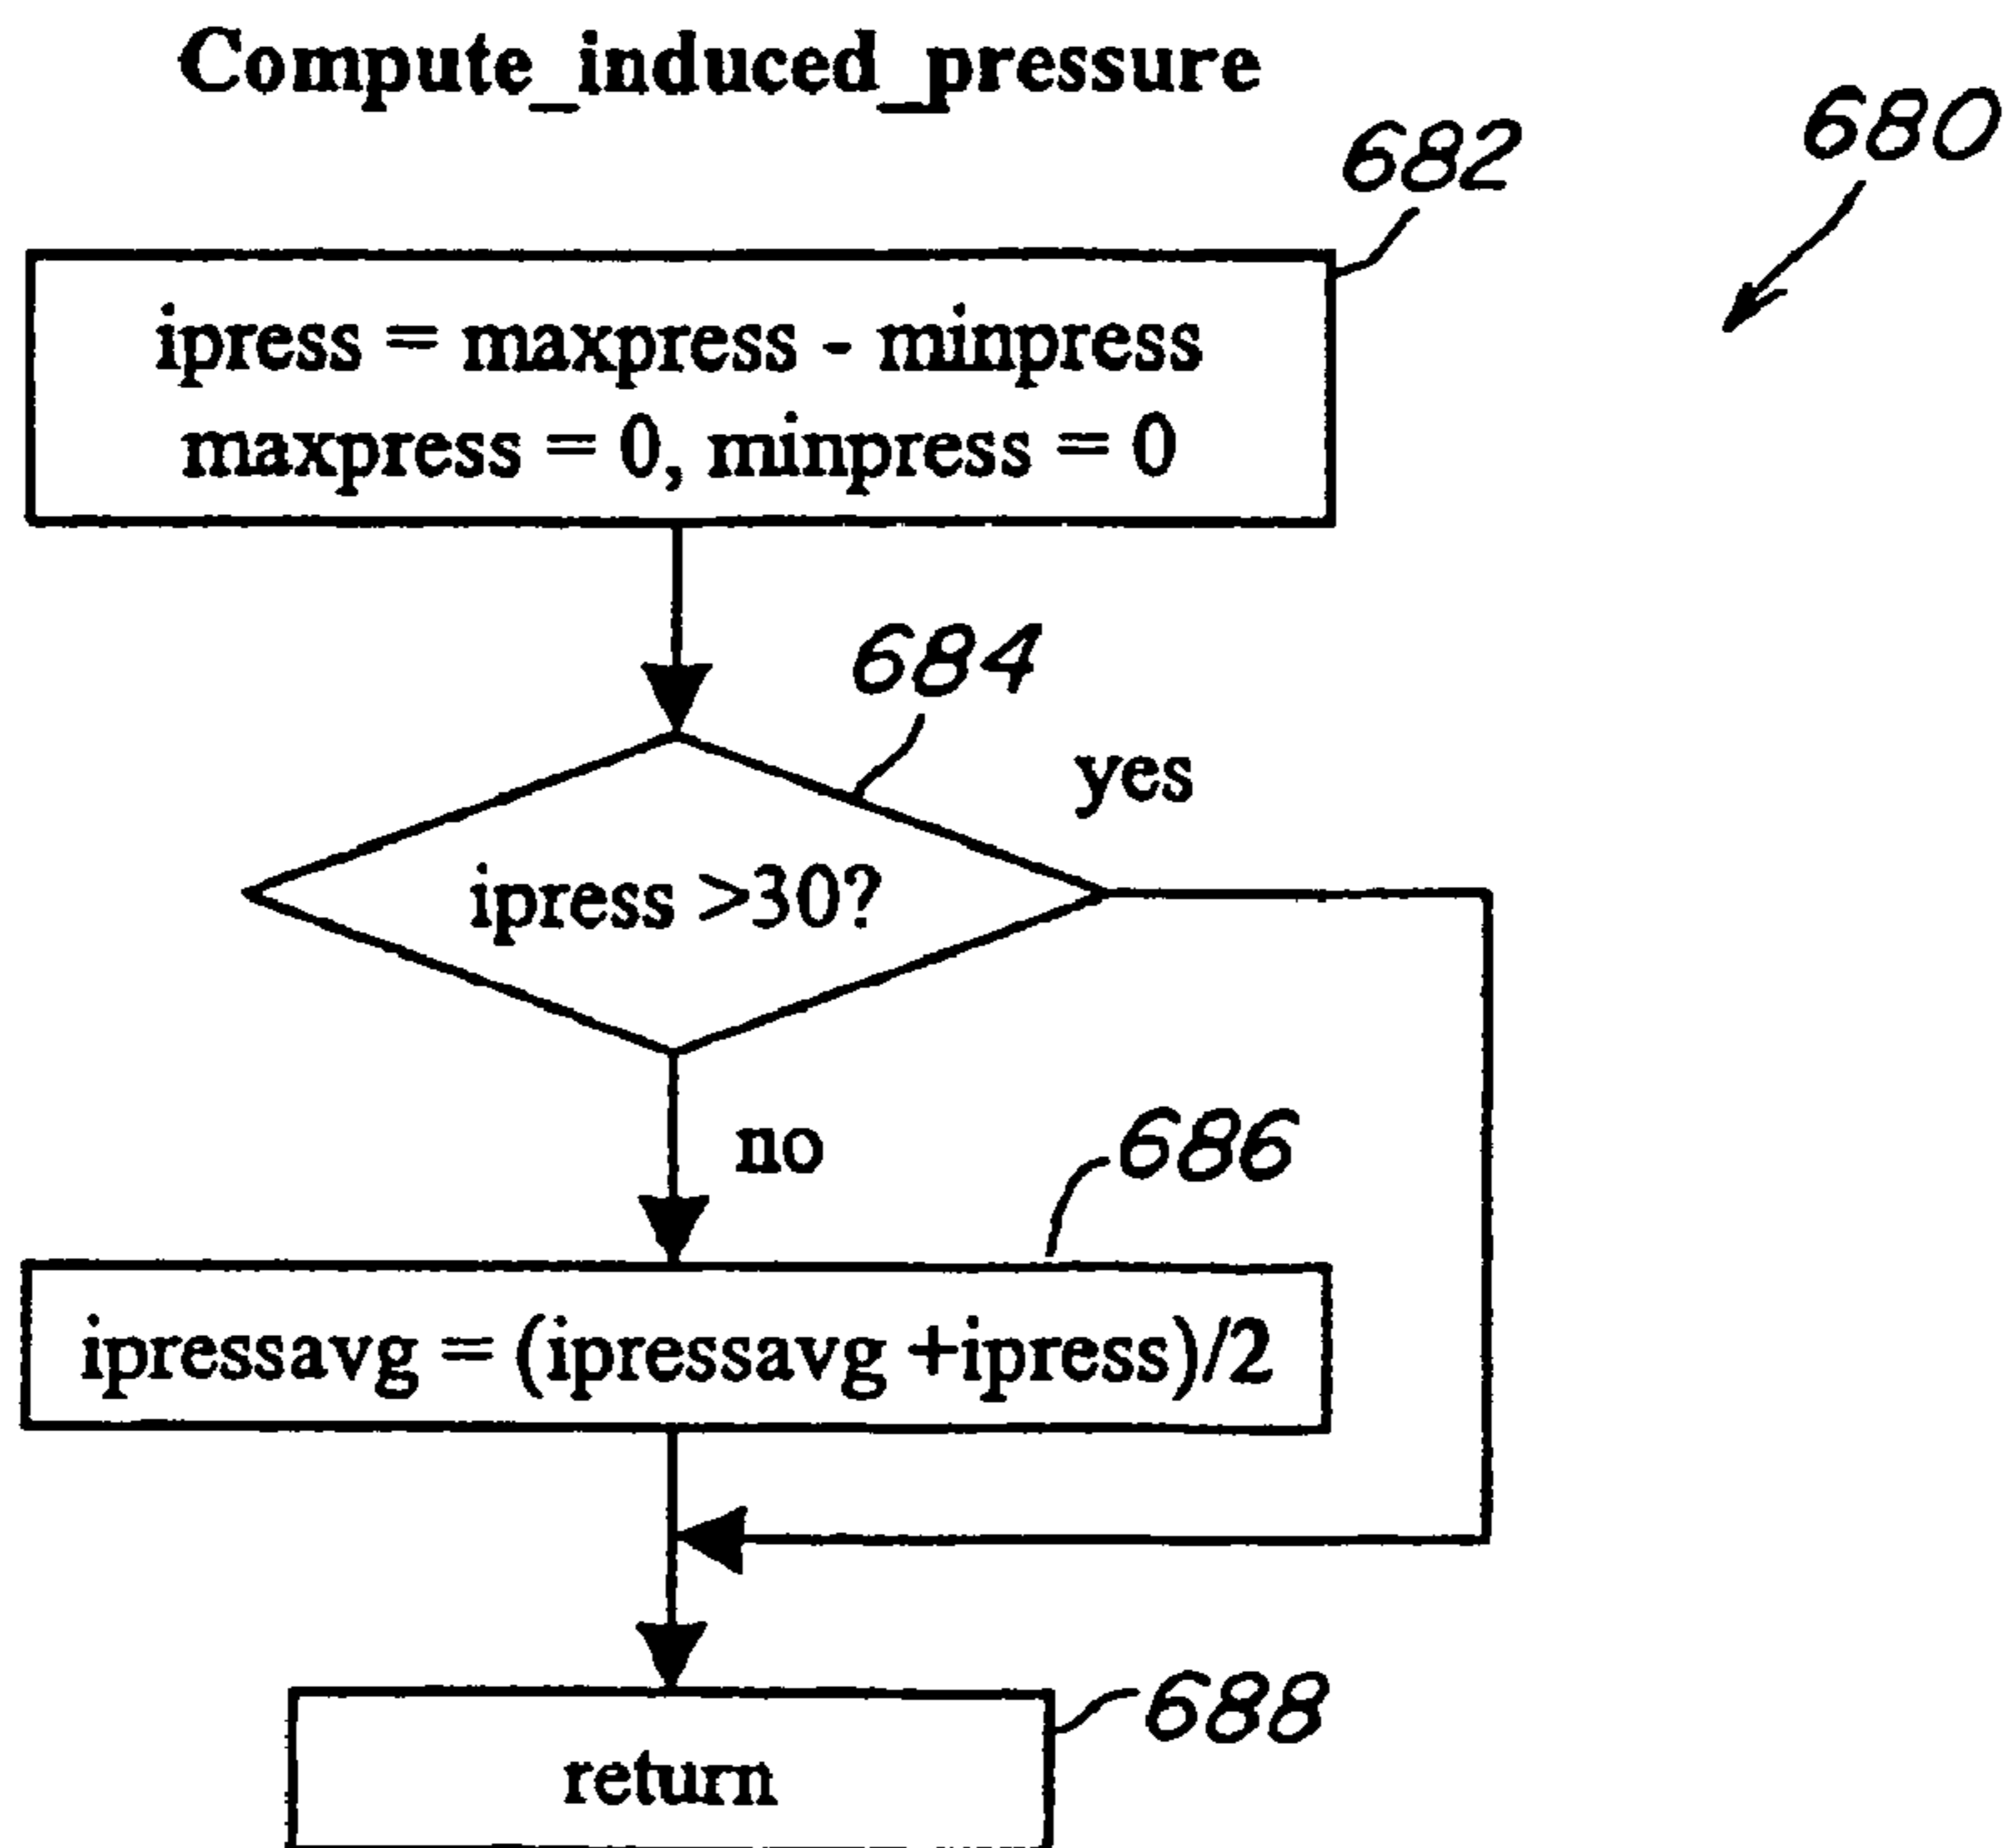 Compute_induced_pressure
680
682
ipress = maxpress - minpress
maxpress = 0, minpress = 0
684
yes
ipress >30?
no
686
ipressavg = (ipressavg +ipress)/2
688
return